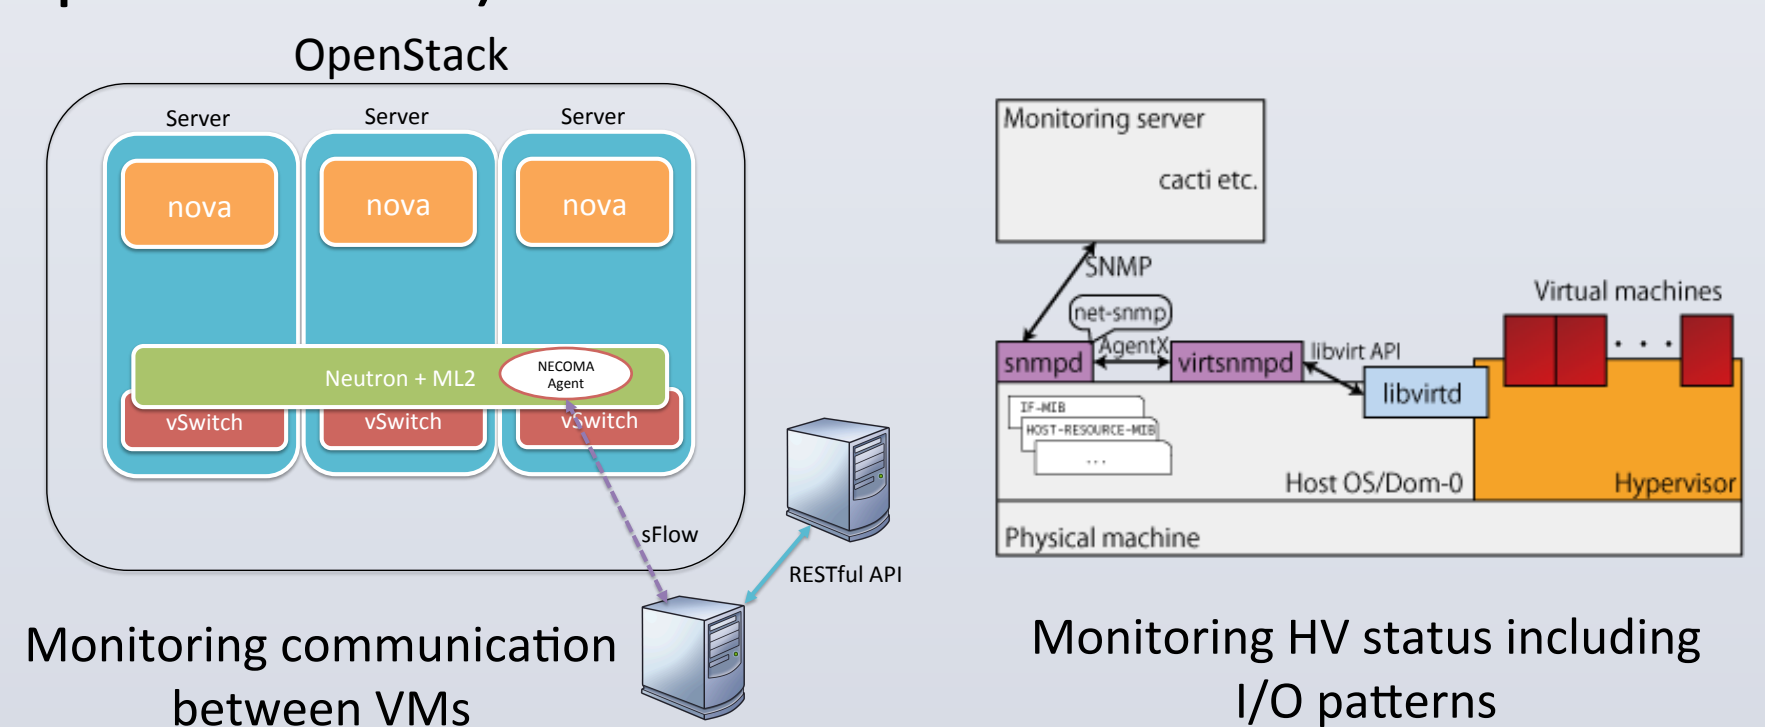 OpenStack
Server
Server
Server
nova
nova
nova
Neutron + ML2
NECOMA
Agent
vSwitch
vSwitch
vSwitch
sFlow
RESTful API
Monitoring communication
between VMs
Monitoring server
cacti etc.
SNMP
net-snmp
snmpd
AgentX
virtsnmpd
libvirt API
libvirtd
Virtual machines
. . .
IF-MIB
HOST-RESOURCE-MIB
...
Host OS/Dom-0
Hypervisor
Physical machine
Monitoring HV status including
I/O patterns